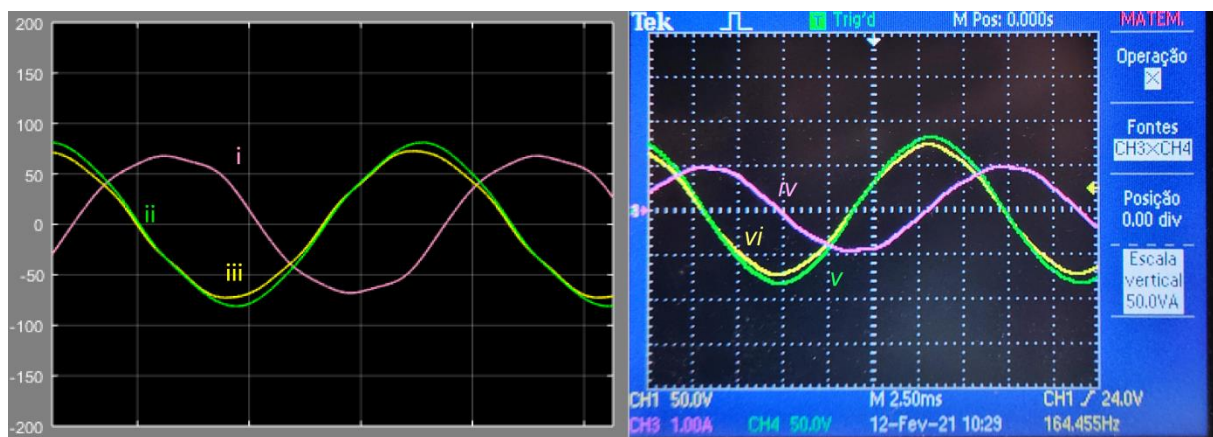 200
150
100
50
0
-50
-100
-150
-200
i
ii
iii
Tek
Trig'd
M Pos: 0.000s
MATEM.
Operação
X
Fontes
CH3XCH4
Posição
0.00 div
Escala
vertical
50.0VA
iv
vi
v
3
CH1 50.0V
M 2.50ms
CH1 / 24.0V
CH3 1.00A
CH4 50.0V
12-Fev-21 10:29
164.455Hz